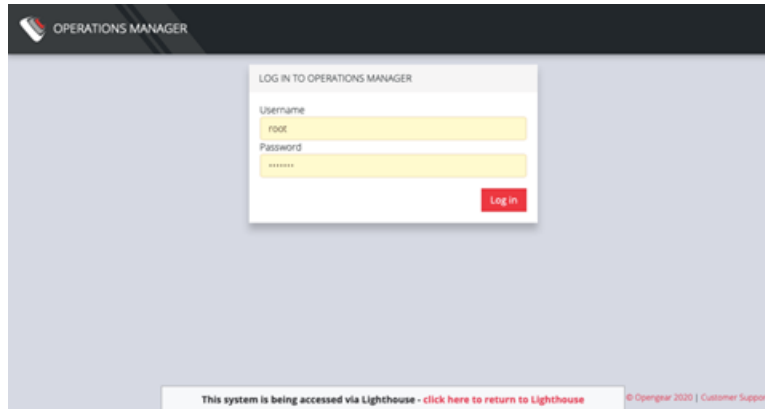 OPERATIONS MANAGER
LOG IN TO OPERATIONS MANAGER
Username
root
Password
•••••••
Log in
This system is being accessed via Lighthouse - click here to return to Lighthouse
© Opengear 2020 | Customer Suppo